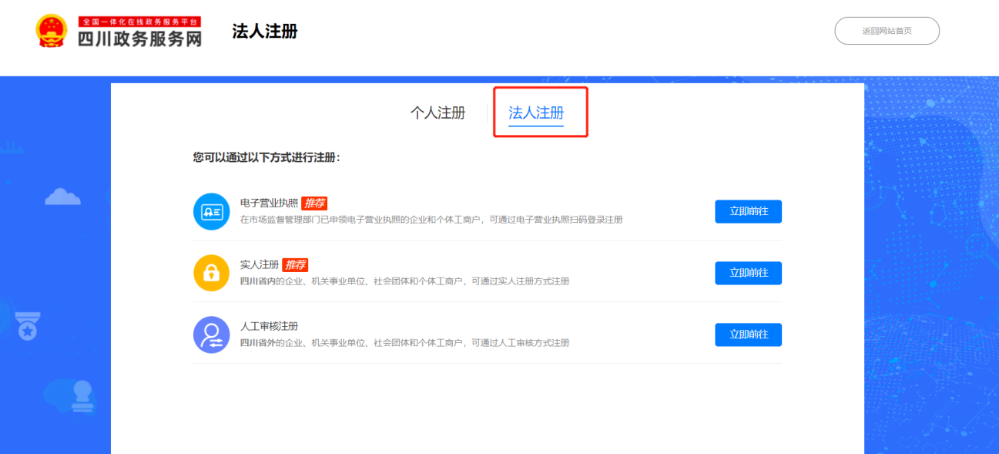 全国一体化在线政务服务平台
四川政务服务网
法人注册
返回网站首页
个人注册
法人注册
您可以通过以下方式进行注册：
电子营业执照 推荐
在市场监督管理部门已申领电子营业执照的企业和个体工商户，可通过电子营业执照扫码登录注册
立即前往
实人注册 推荐
四川省内的企业、机关事业单位、社会团体和个体工商户，可通过实人注册方式注册
立即前往
人工审核注册
四川省外的企业、机关事业单位、社会团体和个体工商户，可通过人工审核方式注册
立即前往